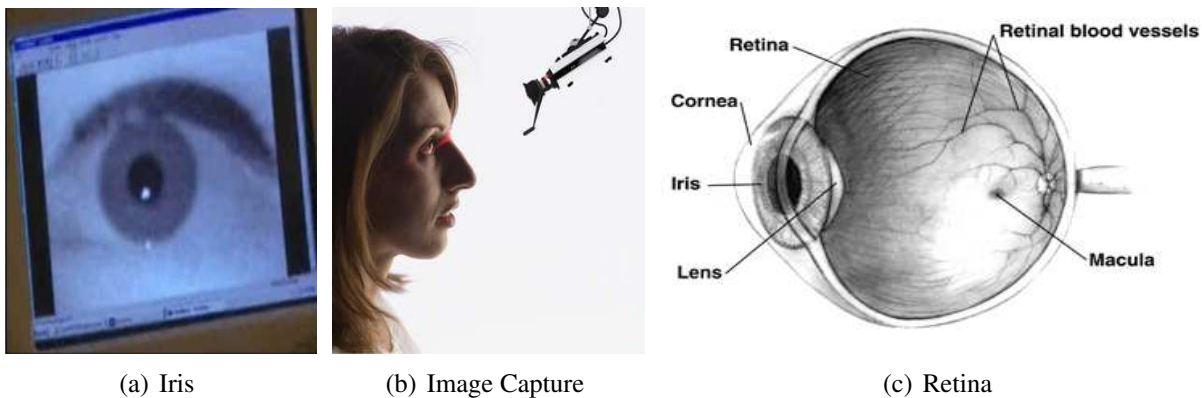 Retina
Retinal blood vessels
Cornea
Iris
Lens
Macula
(a) Iris
(b) Image Capture
(c) Retina